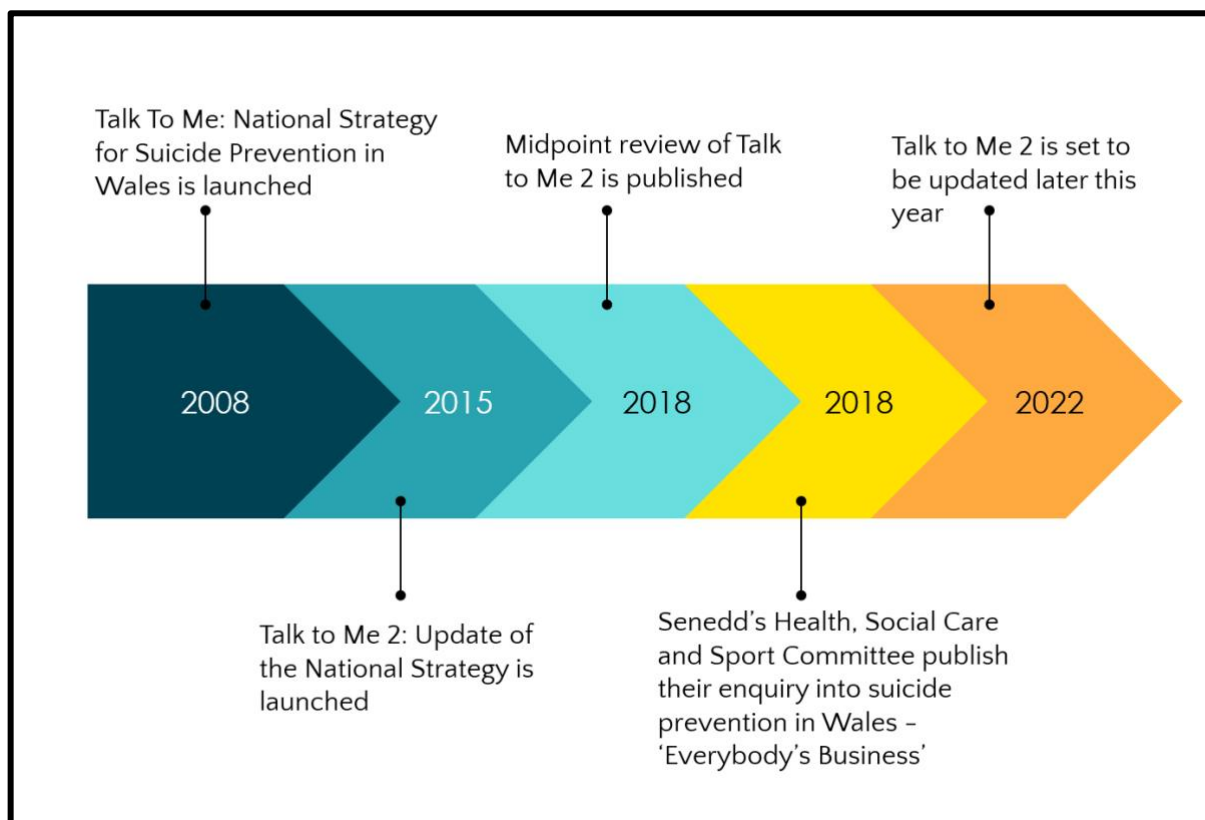 Talk To Me: National Strategy
for Suicide Prevention in
Wales is launched
Midpoint review of Talk
to Me 2 is published
Talk to Me 2 is set to
be updated later this
year
2008
2015
2018
2018
2022
Talk to Me 2: Update of
the National Strategy is
launched
Senedd’s Health, Social Care
and Sport Committee publish
their enquiry into suicide
prevention in Wales –
‘Everybody’s Business’